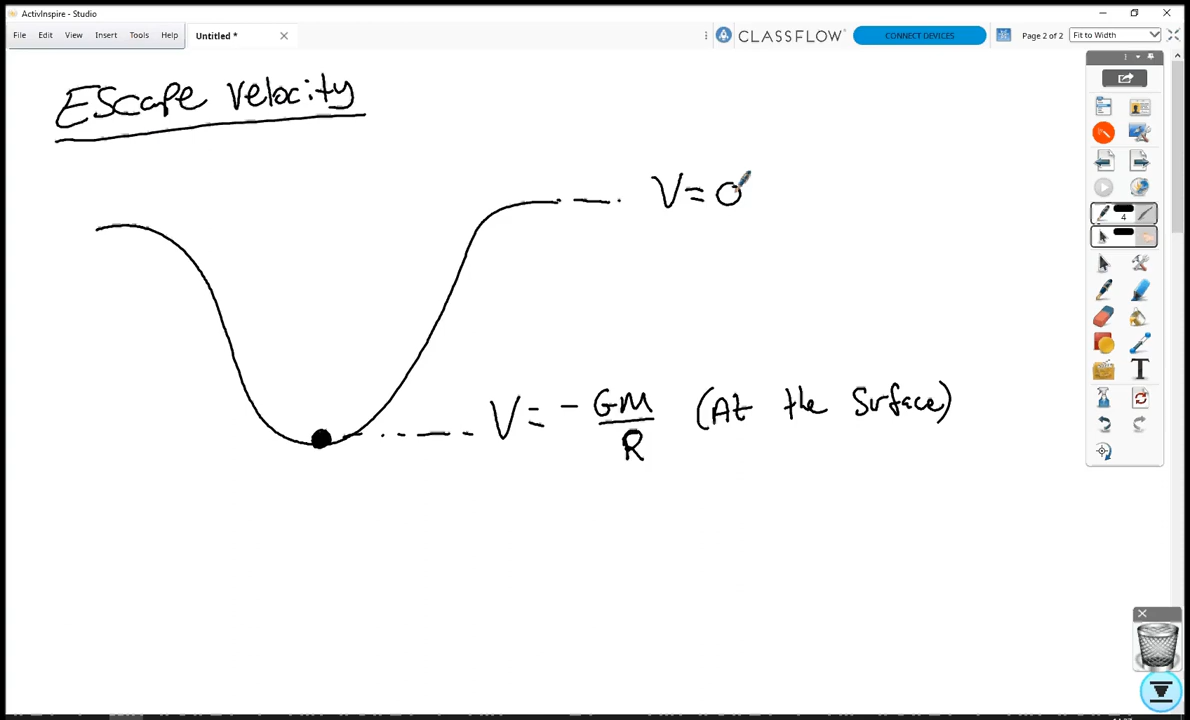 ActivInspire - Studio
File Edit View Insert Tools Help Untitled * CLASSFLOW CONNECT DEVICES Page 2 of 2 Fit to Width
Escape velocity
V = 0
4
V = - GM/R (At the Surface)